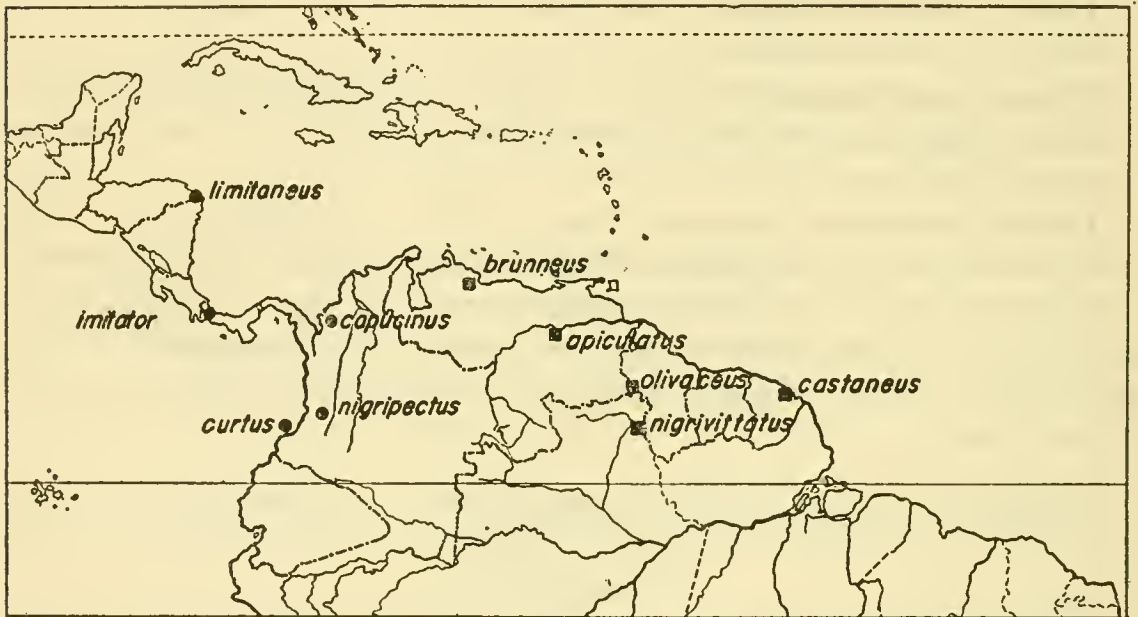 limitaneus
brunneus
imitator
capucinus
apiculatus
olivaceus
castaneus
nigripectus
curtus
nigrivittatus